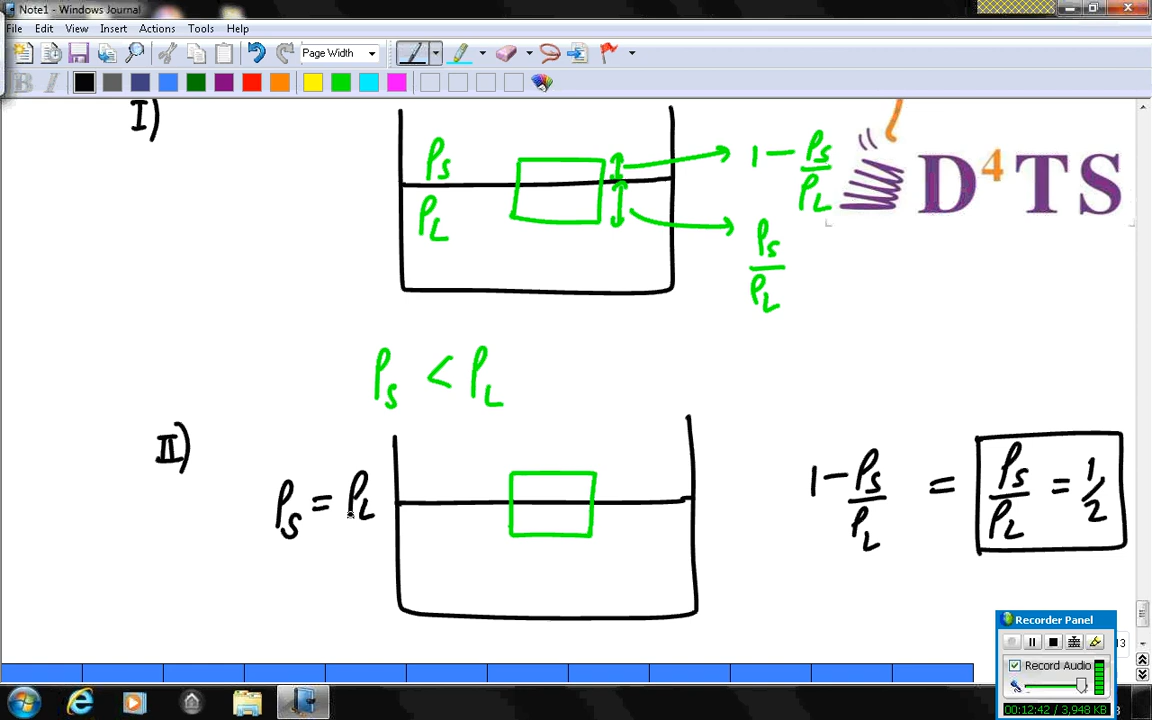 Note1 - Windows Journal
File Edit View Insert Actions Tools Help
Page Width
B I
I)
ρs
ρL
1 - ρs/ρL
ρs/ρL
D4TS
ρs < ρL
II)
ρs = ρL
1 - ρs/ρL = ρs/ρL = 1/2
Recorder Panel
Record Audio
00:12:42 / 3,948 KB